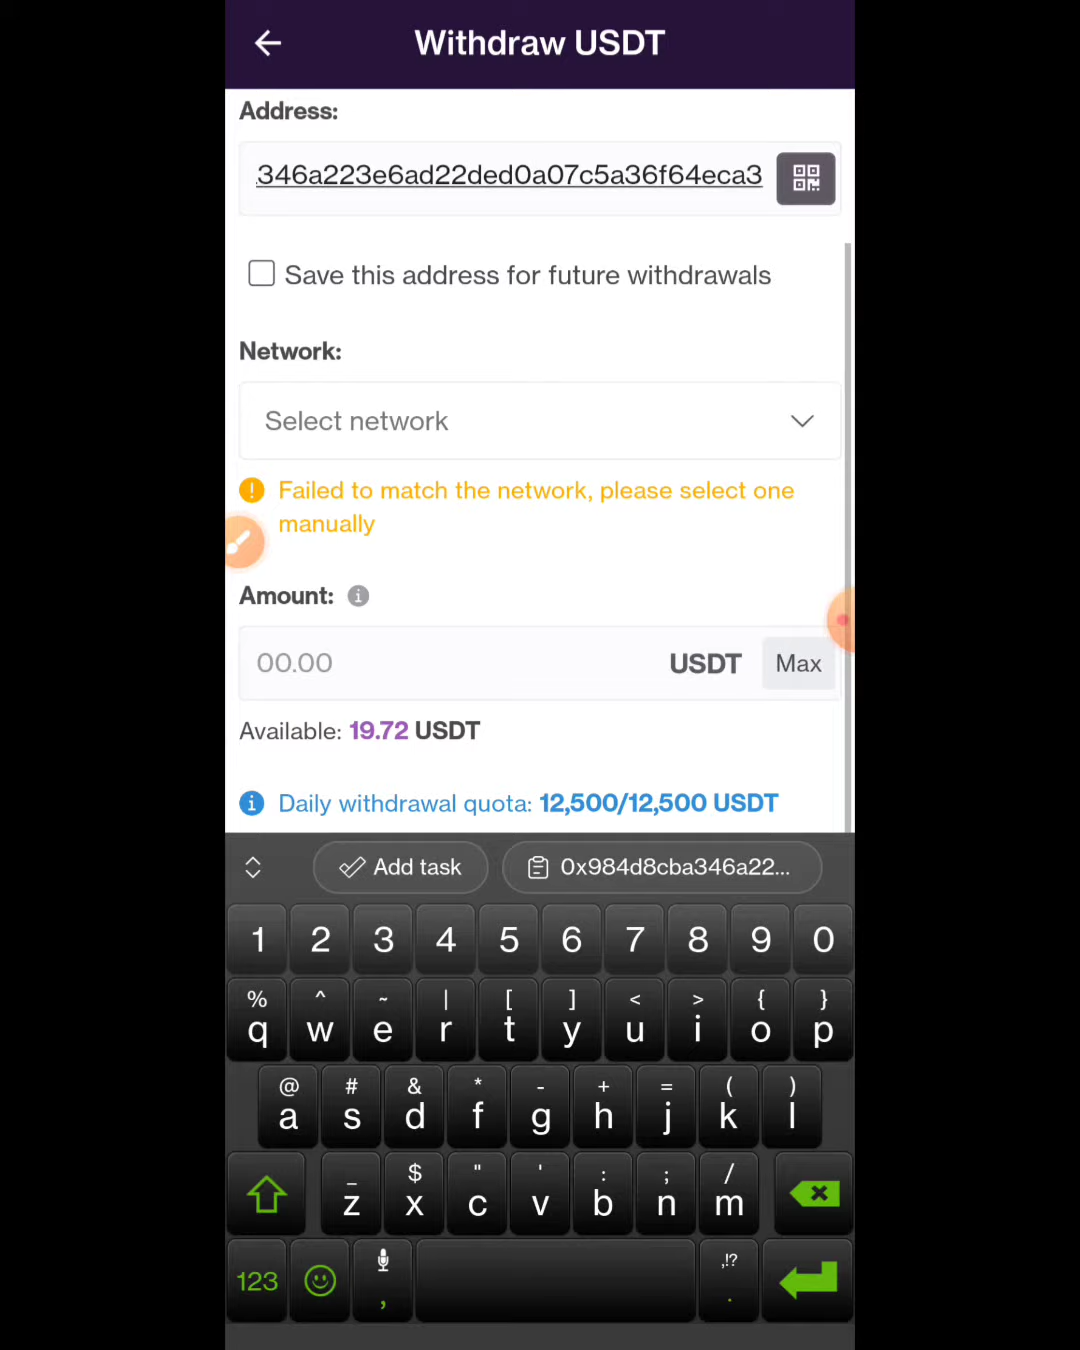 Withdraw USDT
Address:
.346a223e6ad22ded0a07c5a36f64eca3
Save this address for future withdrawals
Network:
Select network
Failed to match the network, please select one
manually
Amount:
00.00 USDT Max
Available: 19.72 USDT
Daily withdrawal quota: 12,500/12,500 USDT
Add task 0x984d8cba346a22...
1 2 3 4 5 6 7 8 9 0
% ^ ~ | [ ] < > { }
q w e r t y u i o p
@ # & * - + = ( )
a s d f g h j k l
_ $ " ' : ; /
z x c v b n m
,!?
123 , .